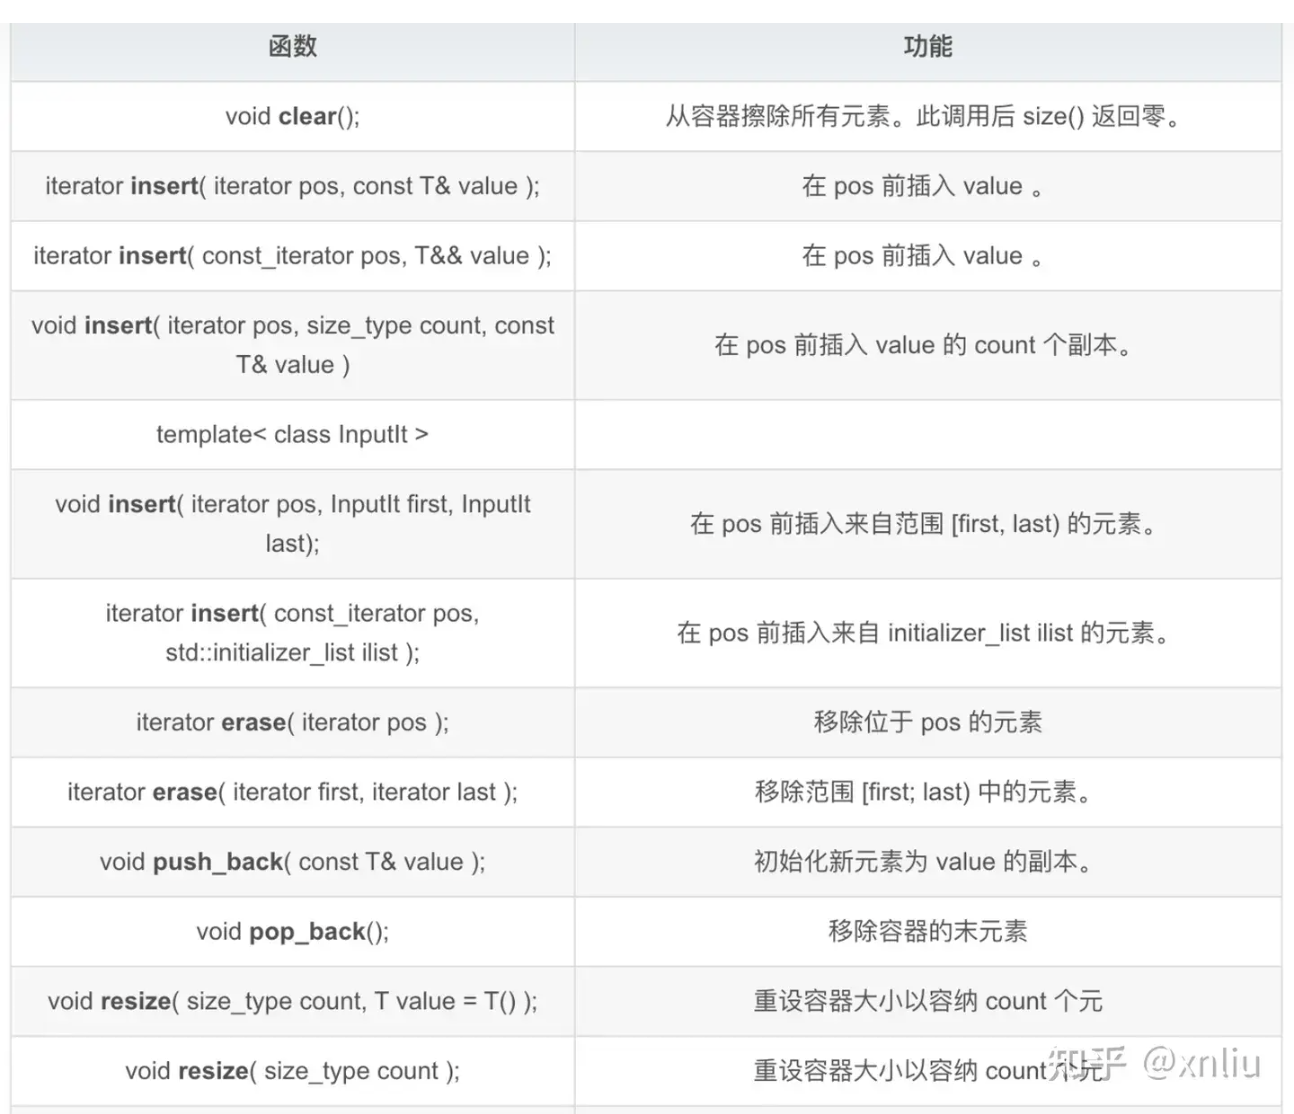 函数 功能
void clear(); 从容器擦除所有元素。此调用后 size() 返回零。
iterator insert( iterator pos, const T& value ); 在 pos 前插入 value 。
iterator insert( const_iterator pos, T&& value ); 在 pos 前插入 value 。
void insert( iterator pos, size_type count, const
T& value )
在 pos 前插入 value 的 count 个副本。
template< class InputIt >
void insert( iterator pos, InputIt first, InputIt
last);
在 pos 前插入来自范围 [first, last) 的元素。
iterator insert( const_iterator pos,
std::initializer_list ilist );
在 pos 前插入来自 initializer_list ilist 的元素。
iterator erase( iterator pos ); 移除位于 pos 的元素
iterator erase( iterator first, iterator last ); 移除范围 [first; last) 中的元素。
void push_back( const T& value ); 初始化新元素为 value 的副本。
void pop_back(); 移除容器的末元素
void resize( size_type count, T value = T() ); 重设容器大小以容纳 count 个元
void resize( size_type count ); 重设容器大小以容纳 count 个元
知乎 @xnliu